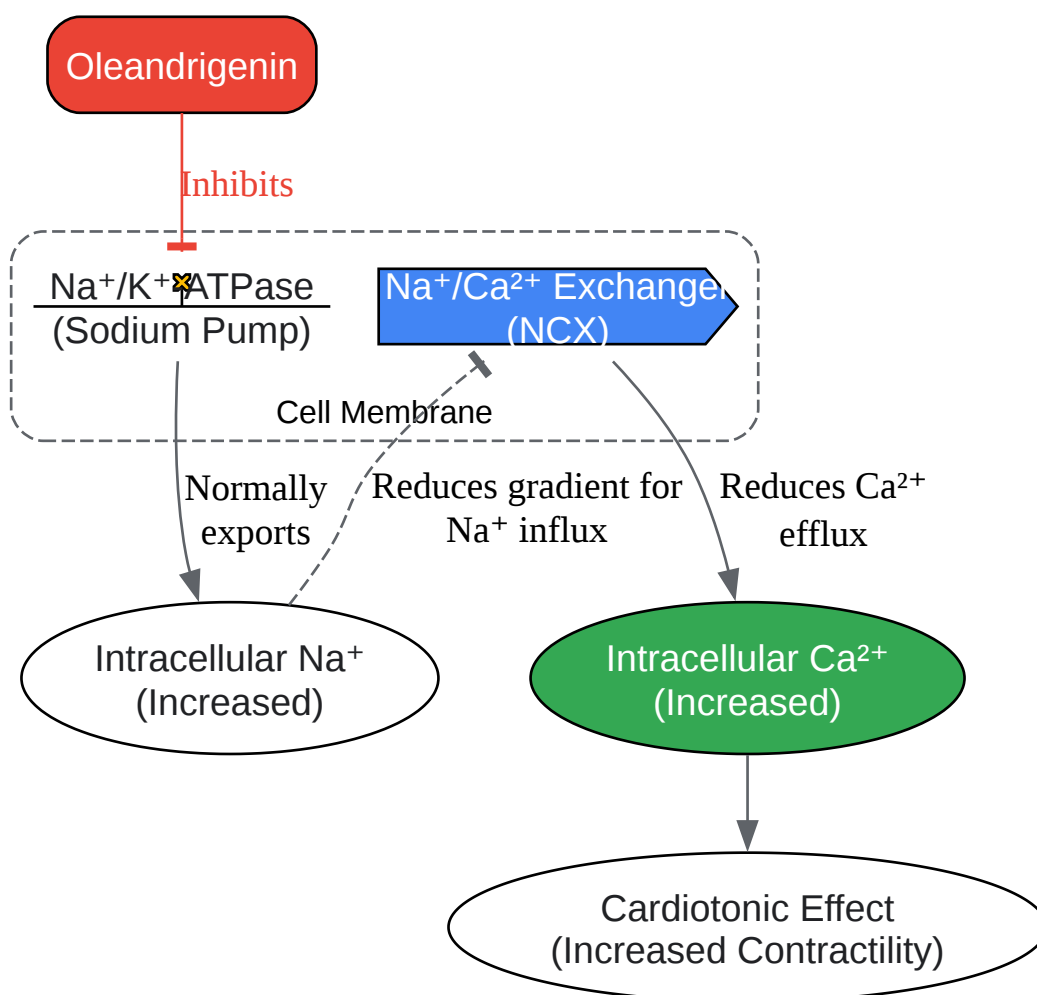 Oleandrigenin
Inhibits
Na⁺/K⁺-ATPase
(Sodium Pump)
Na⁺/Ca²⁺ Exchanger
(NCX)
Cell Membrane
Normally
exports
Reduces gradient for
Na⁺ influx
Reduces Ca²⁺
efflux
Intracellular Na⁺
(Increased)
Intracellular Ca²⁺
(Increased)
Cardiotonic Effect
(Increased Contractility)